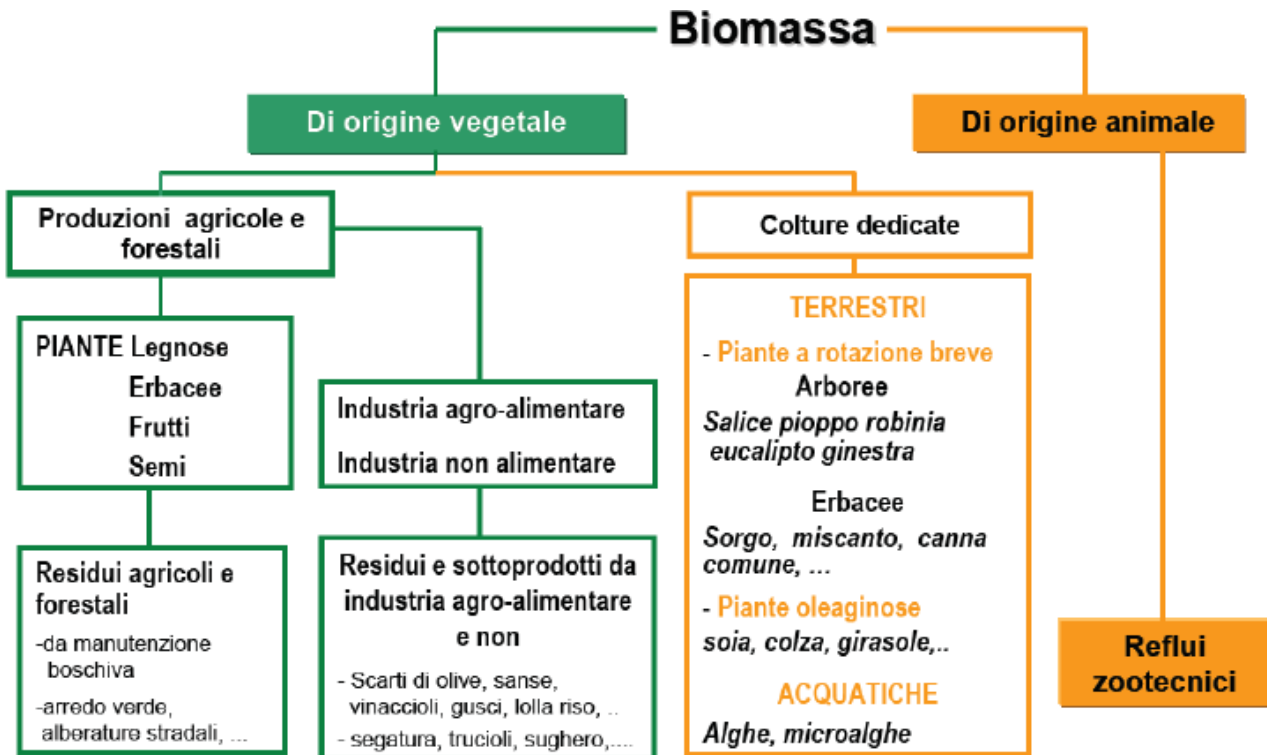 Biomassa
Di origine vegetale
Di origine animale
Produzioni agricole e
forestali
Colture dedicate
PIANTE Legnose
Erbacee
Frutti
Semi
Industria agro-alimentare
Industria non alimentare
Residui agricoli e
forestali
-da manutenzione
boschiva
-arredo verde,
alberature stradali, ...
Residui e sottoprodotti da
industria agro-alimentare
e non
- Scarti di olive, sanse,
vinaccioli, gusci, lolla riso, ..
- segatura, trucioli, sughero,....
TERRESTRI
- Piante a rotazione breve
Arboree
Salice pioppo robinia
eucalipto ginestra
Erbacee
Sorgo, miscanto, canna
comune, ...
- Piante oleaginose
soia, colza, girasole,..
ACQUATICHE
Alghe, microalghe
Reflui
zootecnici